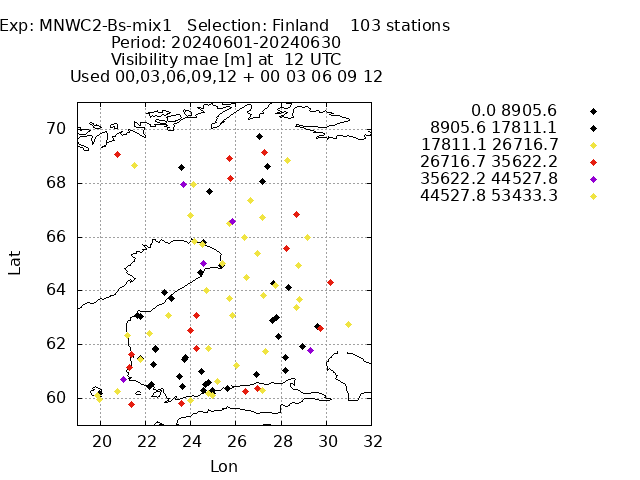 Exp: MNWC2-Bs-mix1 Selection: Finland 103 stations
Period: 20240601-20240630
Visibility mae [m] at 12 UTC
Used 00,03,06,09,12 + 00 03 06 09 12
0.0 8905.6
8905.6 17811.1
17811.1 26716.7
26716.7 35622.2
35622.2 44527.8
44527.8 53433.3
70
68
66
64
62
60
Lat
20 22 24 26 28 30 32
Lon